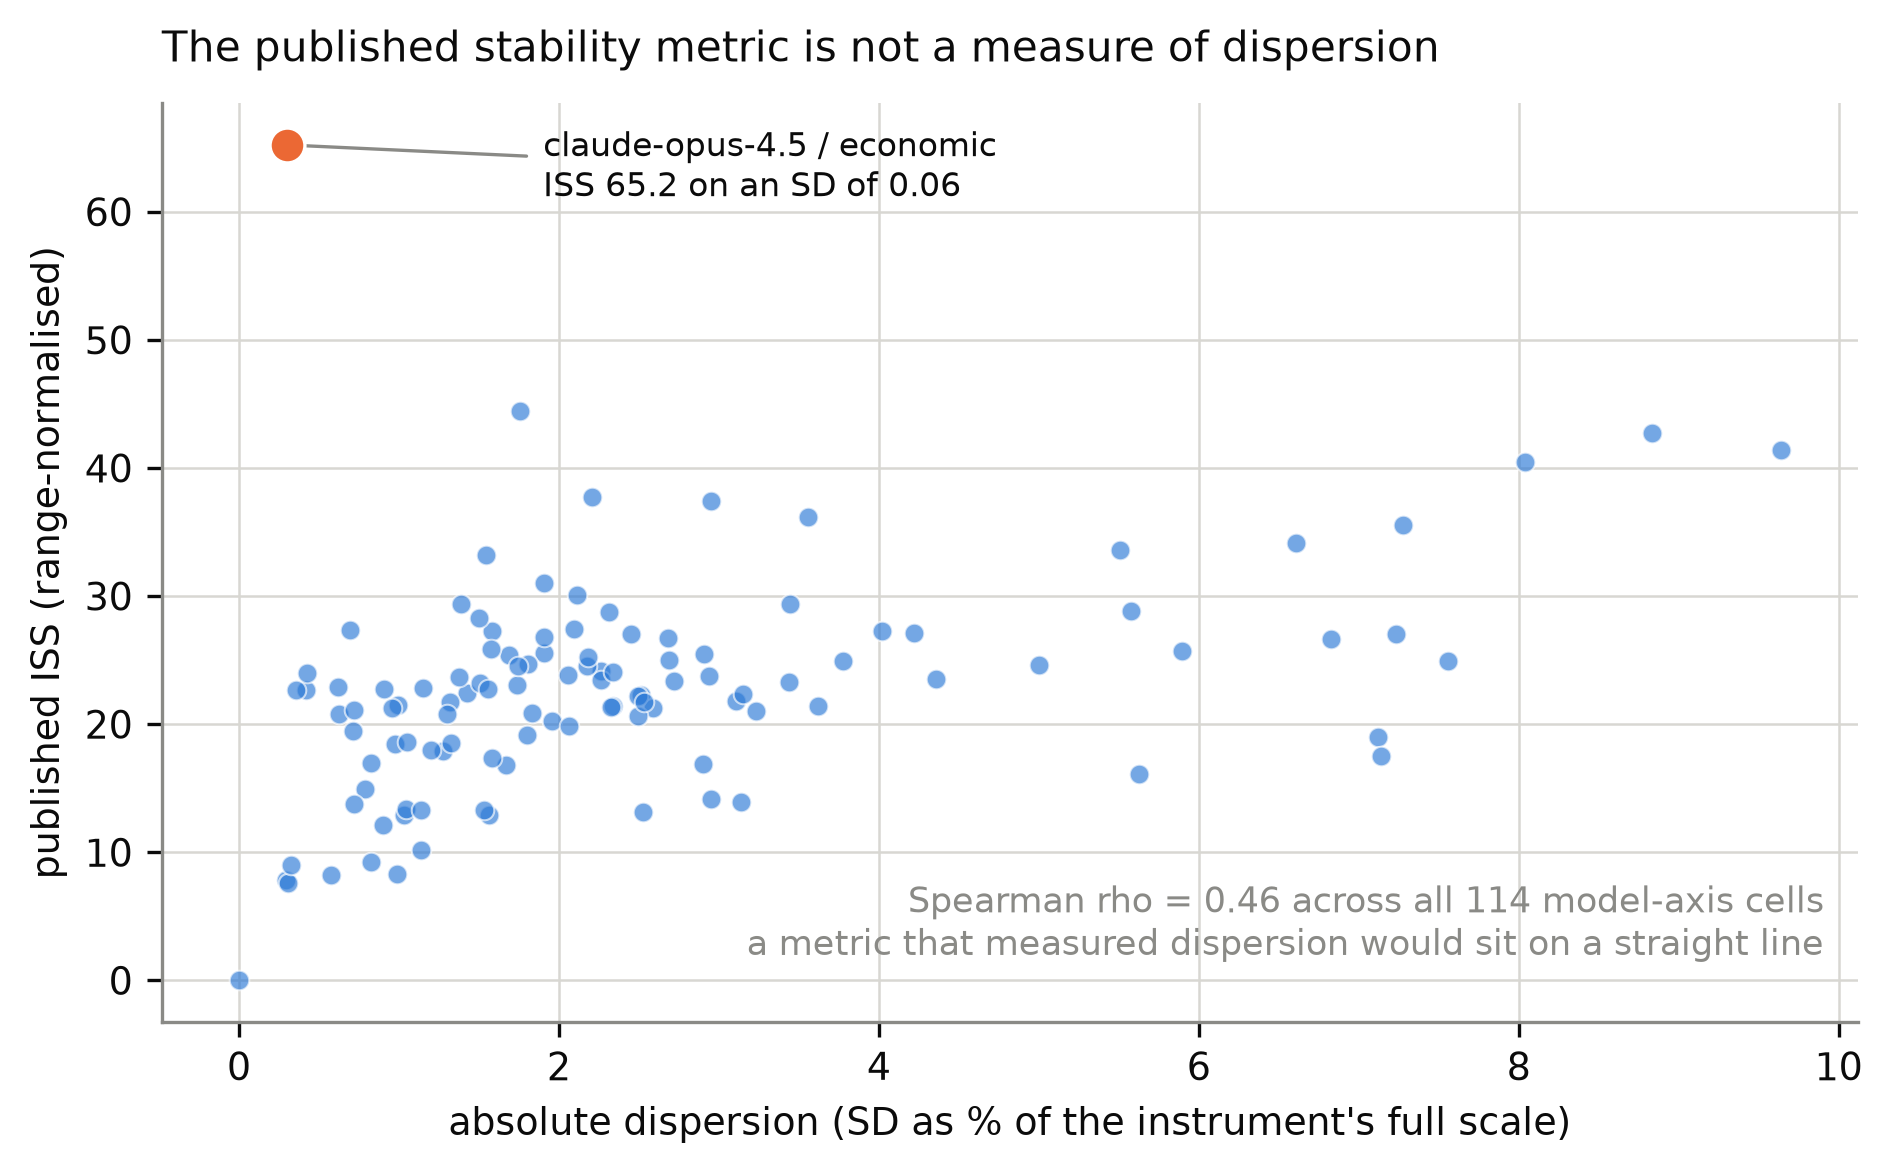 The published stability metric is not a measure of dispersion
claude-opus-4.5 / economic
ISS 65.2 on an SD of 0.06
published ISS (range-normalised)
60
50
40
30
20
10
0
Spearman rho = 0.46 across all 114 model-axis cells
a metric that measured dispersion would sit on a straight line
0
2
4
6
8
10
absolute dispersion (SD as % of the instrument's full scale)